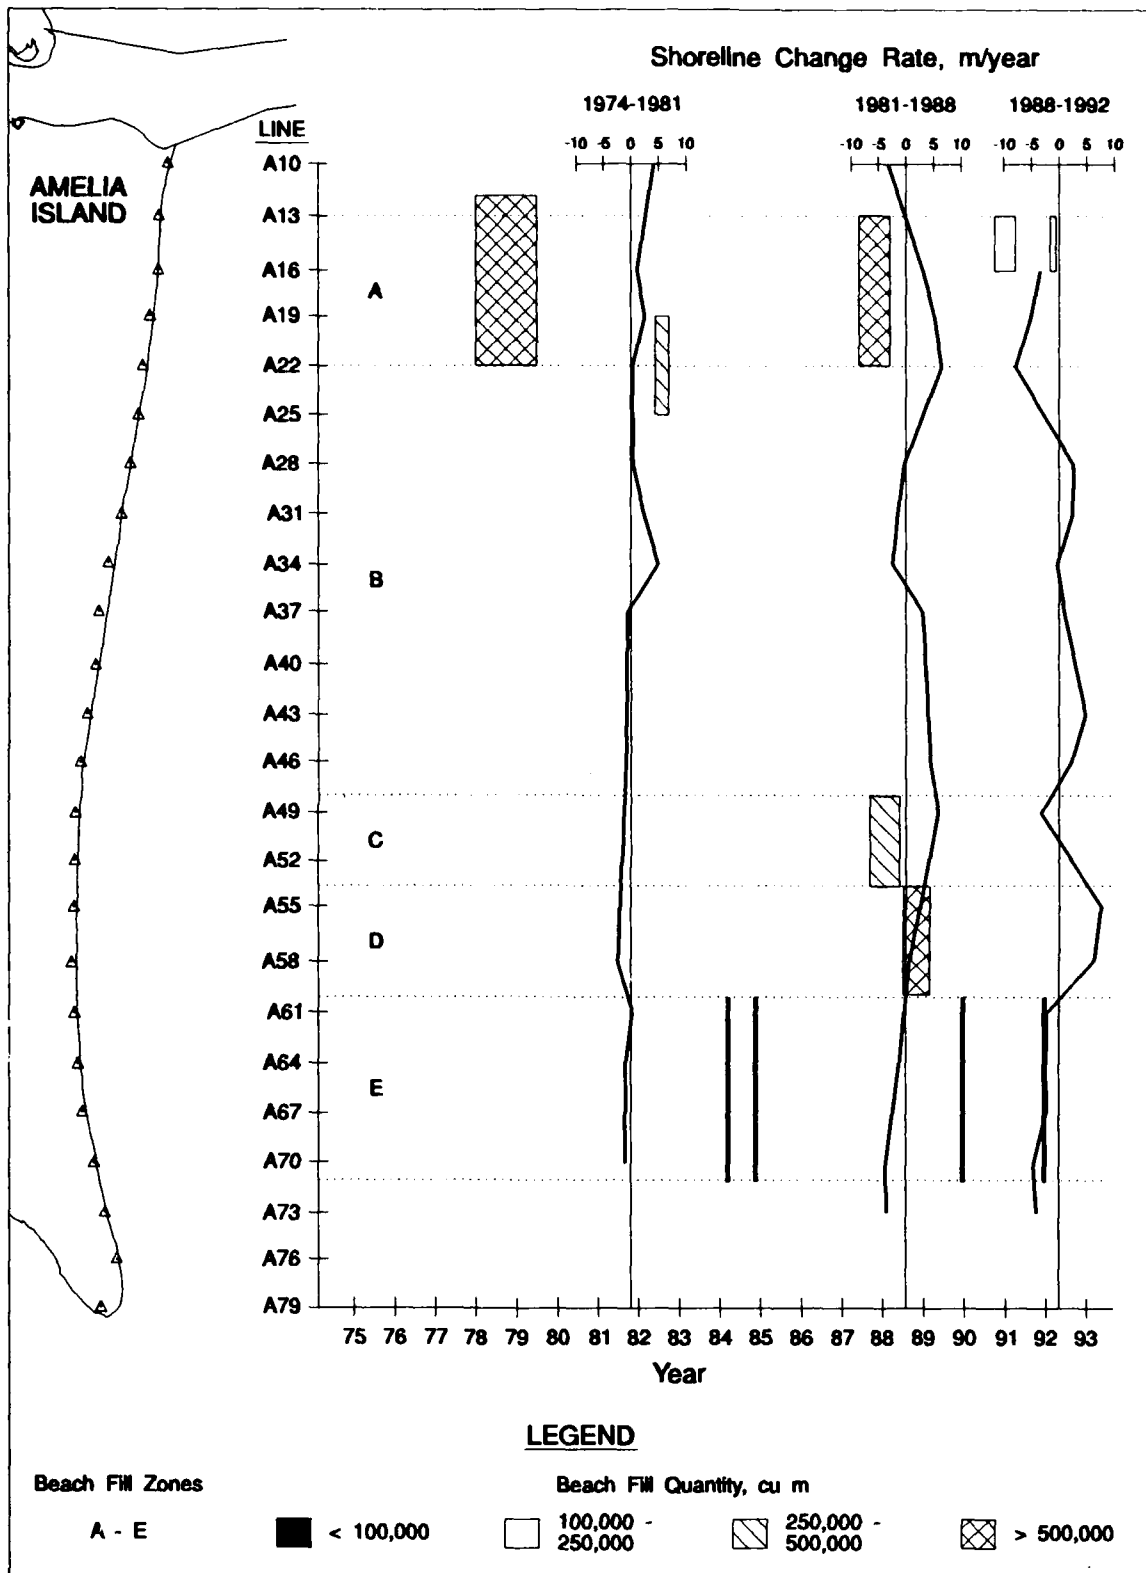 Shoreline Change Rate, m/year
1974-1981 1981-1988 1988-1992
LINE
-10 -5 0 5 10 -10 -5 0 5 10 -10 -5 0 5 10
AMELIA
ISLAND
A10
A13
A16
A
A19
A22
A25
A28
A31
A34
B
A37
A40
A43
A46
A49
C
A52
A55
D
A58
A61
A64
E
A67
A70
A73
A76
A79
75 76 77 78 79 80 81 82 83 84 85 86 87 88 89 90 91 92 93
Year
LEGEND
Beach Fill Zones
Beach Fill Quantity, cu m
A - E
< 100,000
100,000 -
250,000
250,000 -
500,000
> 500,000